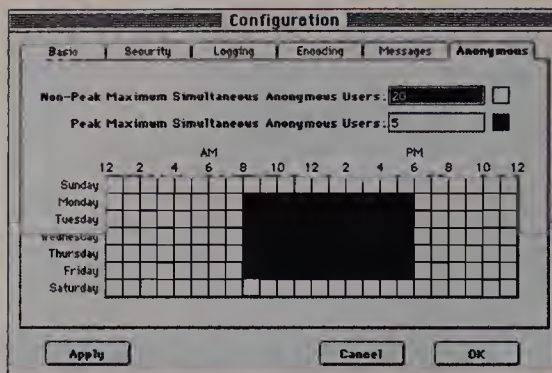 Configuration
Basic Security Logging Encoding Messages Anonymous
Non-Peak Maximum Simultaneous Anonymous Users: 20
Peak Maximum Simultaneous Anonymous Users: 5
AM PM
12 2 4 6 8 10 12 2 4 6 8 10 12
Sunday
Monday
Tuesday
Wednesday
Thursday
Friday
Saturday
Apply Cancel OK